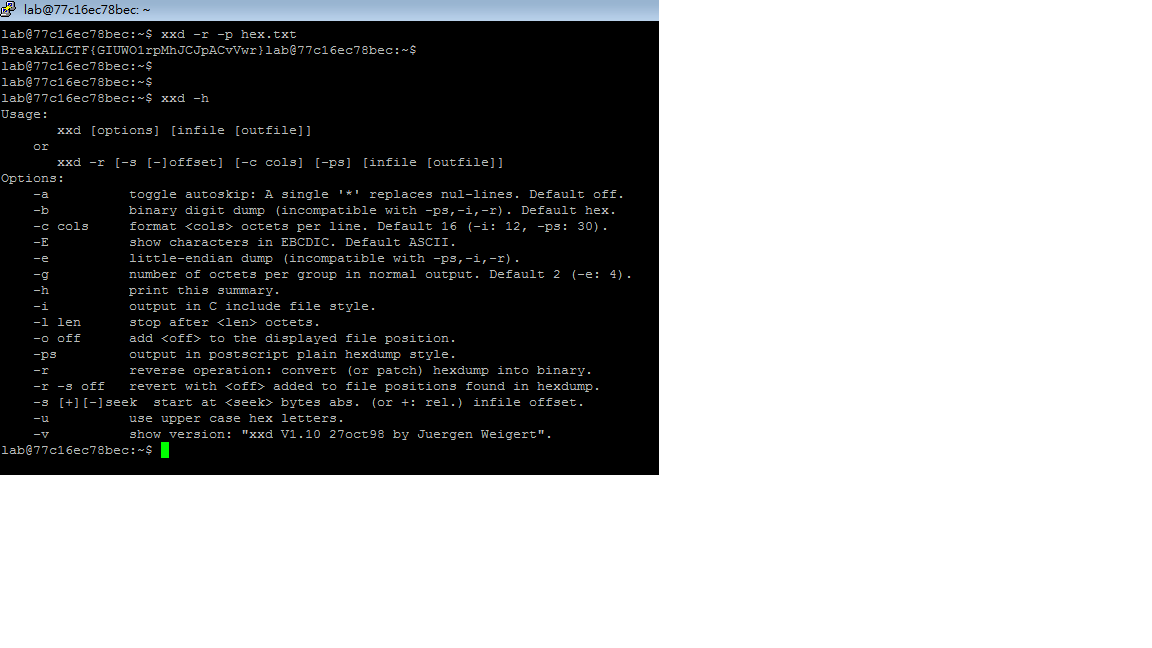 lab@77c16ec78bec: ~
lab@77c16ec78bec:~$ xxd -r -p hex.txt
BreakALLCTF{GIUWO1rpMhJCJpACvVwr}lab@77c16ec78bec:~$
lab@77c16ec78bec:~$
lab@77c16ec78bec:~$
lab@77c16ec78bec:~$ xxd -h
Usage:
       xxd [options] [infile [outfile]]
    or
       xxd -r [-s [-]offset] [-c cols] [-ps] [infile [outfile]]
Options:
    -a          toggle autoskip: A single '*' replaces nul-lines. Default off.
    -b          binary digit dump (incompatible with -ps,-i,-r). Default hex.
    -c cols     format <cols> octets per line. Default 16 (-i: 12, -ps: 30).
    -E          show characters in EBCDIC. Default ASCII.
    -e          little-endian dump (incompatible with -ps,-i,-r).
    -g          number of octets per group in normal output. Default 2 (-e: 4).
    -h          print this summary.
    -i          output in C include file style.
    -l len      stop after <len> octets.
    -o off      add <off> to the displayed file position.
    -ps         output in postscript plain hexdump style.
    -r          reverse operation: convert (or patch) hexdump into binary.
    -r -s off   revert with <off> added to file positions found in hexdump.
    -s [+][-]seek  start at <seek> bytes abs. (or +: rel.) infile offset.
    -u          use upper case hex letters.
    -v          show version: "xxd V1.10 27oct98 by Juergen Weigert".
lab@77c16ec78bec:~$